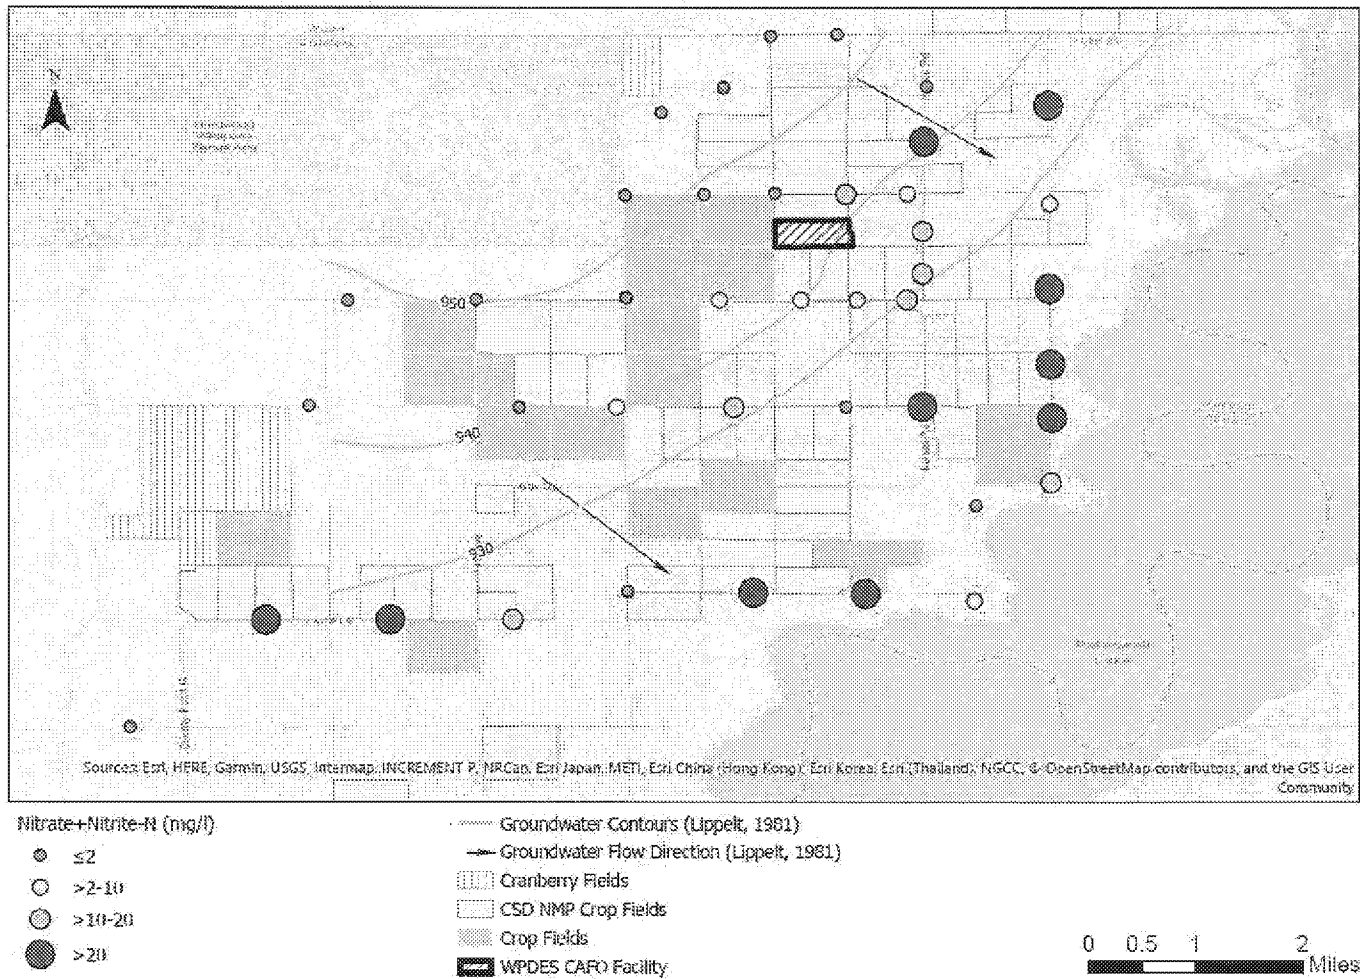 N
950
940
930
County Road G
Sources: Esri, HERE, Garmin, USGS, Intermap, INCREMENT P, NRCan, Esri Japan, METI, Esri China (Hong Kong), Esri Korea, Esri (Thailand), NGCC, © OpenStreetMap contributors, and the GIS User
Community
Nitrate+Nitrite-N (mg/l)
≤2
>2-10
>10-20
>20
Groundwater Contours (Lippelt, 1981)
Groundwater Flow Direction (Lippelt, 1981)
Cranberry Fields
CSD NMP Crop Fields
Crop Fields
WPDES CAFO Facility
0 0.5 1 2
Miles